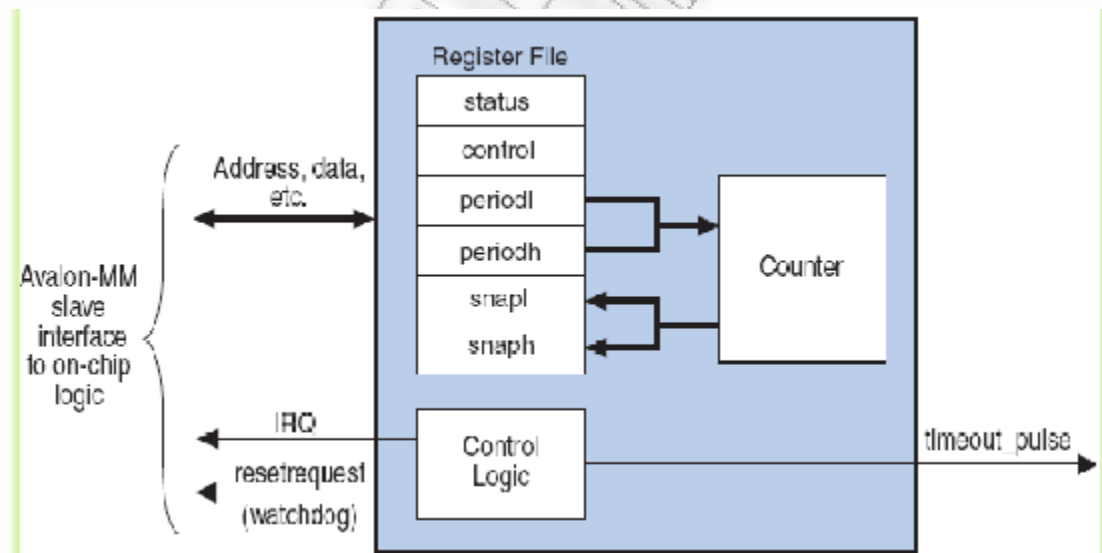 Register File
status
control
periodl
periodh
snapl
snaph
Counter
Address, data,
etc.
Avalon-MM
slave
interface
to on-chip
logic
IRQ
resetrequest
(watchdog)
Control
Logic
timeout_pulse